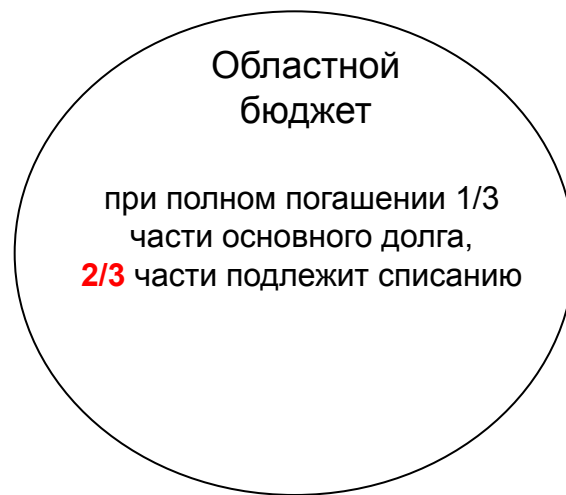 Областной
бюджет
при полном погашении 1/3
части основного долга,
2/3 части подлежит списанию